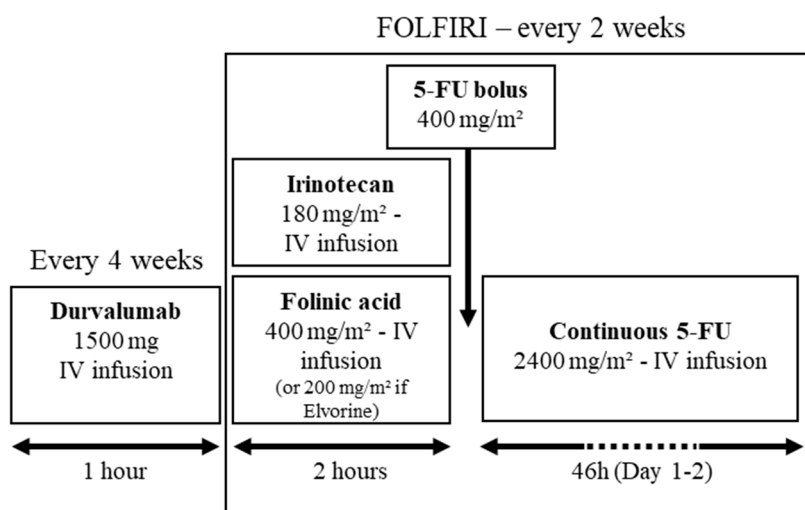 FOLFIRI – every 2 weeks
5-FU bolus
400 mg/m²
Irinotecan
180 mg/m² -
IV infusion
Every 4 weeks
Durvalumab
1500 mg
IV infusion
Folinic acid
400 mg/m² - IV
infusion
(or 200 mg/m² if
Elvorine)
Continuous 5-FU
2400 mg/m² - IV infusion
1 hour
2 hours
46h (Day 1-2)